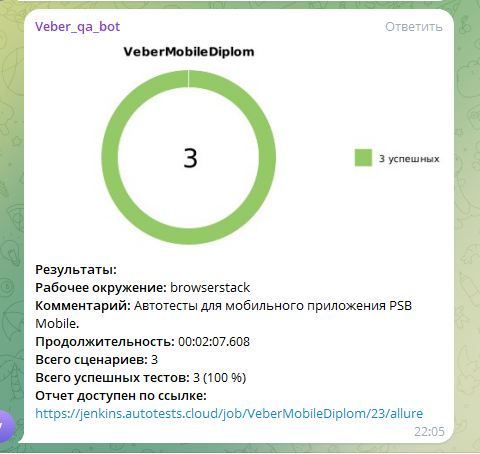 Veber_qa_bot
Ответить
VeberMobileDiplom
3
3 успешных
Результаты:
Рабочее окружение: browserstack
Комментарий: Автотесты для мобильного приложения PSB
Mobile.
Продолжительность: 00:02:07.608
Всего сценариев: 3
Всего успешных тестов: 3 (100 %)
Отчет доступен по ссылке:
https://jenkins.autotests.cloud/job/VeberMobileDiplom/23/allure
22:05